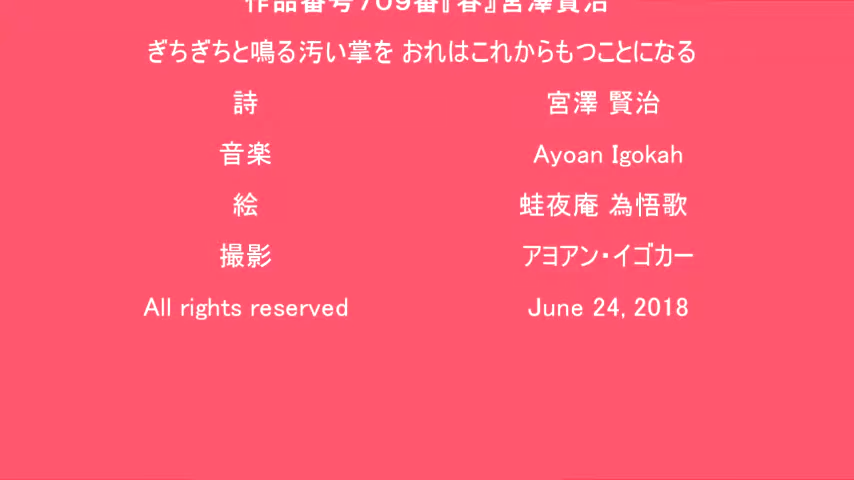 作品番号709番『春』宮澤賢治
ぎちぎちと鳴る汚い掌を おれはこれからもつことになる
詩 宮澤 賢治
音楽 Ayoan Igokah
絵 蛙夜庵 為悟歌
撮影 アヨアン・イゴカー
All rights reserved June 24, 2018